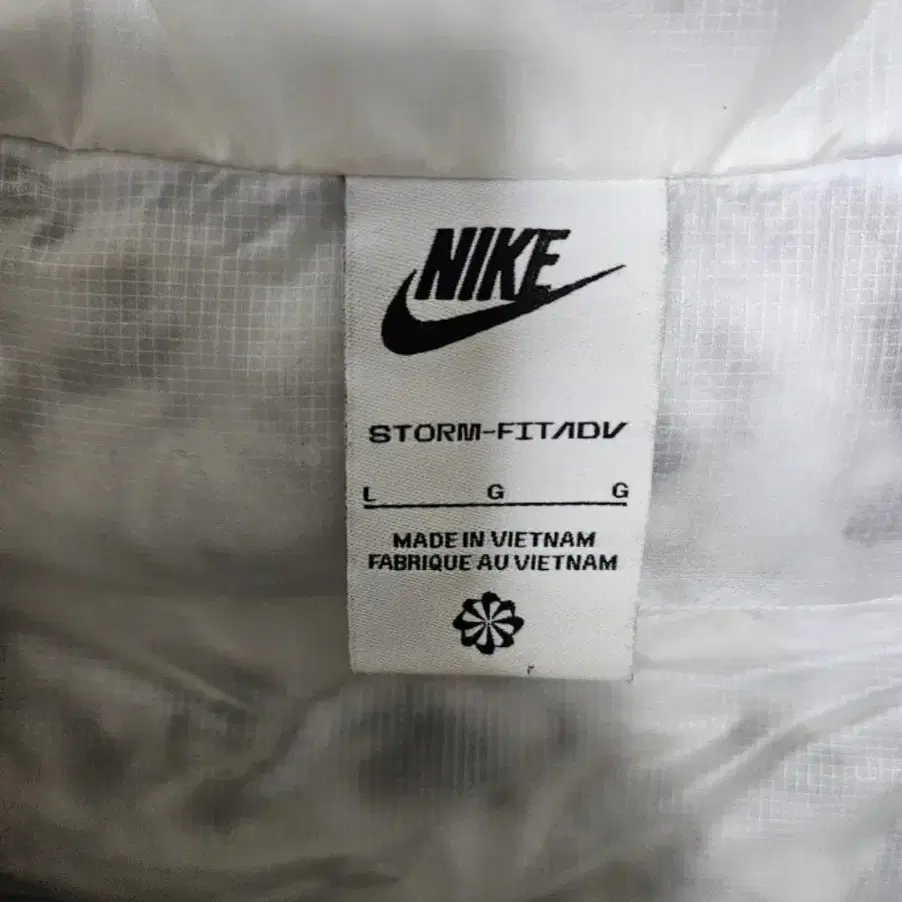 NIKE
STORM-FITADV
L G G
MADE IN VIETNAM
FABRIQUE AU VIETNAM